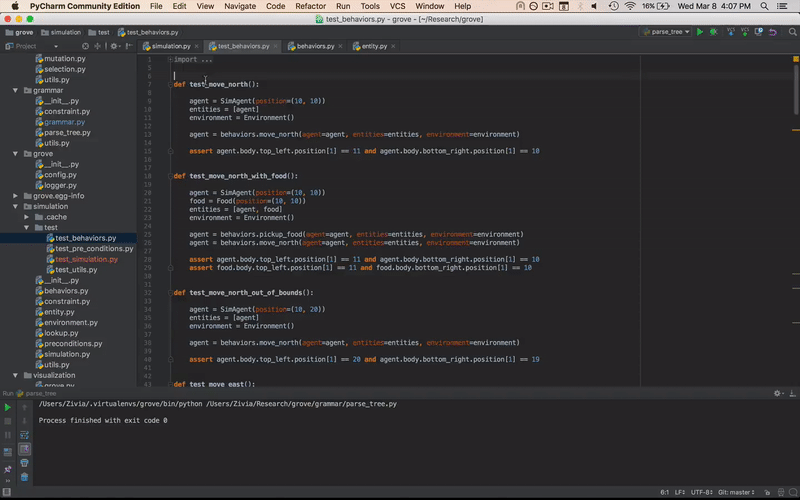 PyCharm Community Edition File Edit View Navigate Code Refactor Run Tools VCS Window Help 16% Wed Mar 8 4:07 PM
test_behaviors.py - grove - [~/Research/grove]
grove simulation test test_behaviors.py parse_tree
Project simulation.py test_behaviors.py behaviors.py entity.py
mutation.py
selection.py
utils.py
grammar
__init__.py
constraint.py
grammar.py
parse_tree.py
utils.py
grove
__init__.py
config.py
logger.py
grove.egg-info
simulation
.cache
test
test_behaviors.py
test_pre_conditions.py
test_simulation.py
test_utils.py
__init__.py
behaviors.py
constraint.py
entity.py
environment.py
lookup.py
preconditions.py
simulation.py
utils.py
visualization
grove.py
1 import ...
5
6
7 def test_move_north():
8
9 agent = SimAgent(position=(10, 10))
10 entities = [agent]
11 environment = Environment()
12
13 agent = behaviors.move_north(agent=agent, entities=entities, environment=environment)
14
15 assert agent.body.top_left.position[1] == 11 and agent.body.bottom_right.position[1] == 10
16
17
18 def test_move_north_with_food():
19
20 agent = SimAgent(position=(10, 10))
21 food = Food(position=(10, 10))
22 entities = [agent, food]
23 environment = Environment()
24
25 agent = behaviors.pickup_food(agent=agent, entities=entities, environment=environment)
26 agent = behaviors.move_north(agent=agent, entities=entities, environment=environment)
27
28 assert agent.body.top_left.position[1] == 11 and agent.body.bottom_right.position[1] == 10
29 assert food.body.top_left.position[1] == 11 and food.body.bottom_right.position[1] == 10
30
31
32 def test_move_north_out_of_bounds():
33
34 agent = SimAgent(position=(10, 20))
35 entities = [agent]
36 environment = Environment()
37
38 agent = behaviors.move_north(agent=agent, entities=entities, environment=environment)
39
40 assert agent.body.top_left.position[1] == 20 and agent.body.bottom_right.position[1] == 19
41
42
43 def test_move_east():
Run parse_tree
/Users/Zivia/.virtualenvs/grove/bin/python /Users/Zivia/Research/grove/grammar/parse_tree.py
Process finished with exit code 0
6:1 LF÷ UTF-8÷ Git: master÷